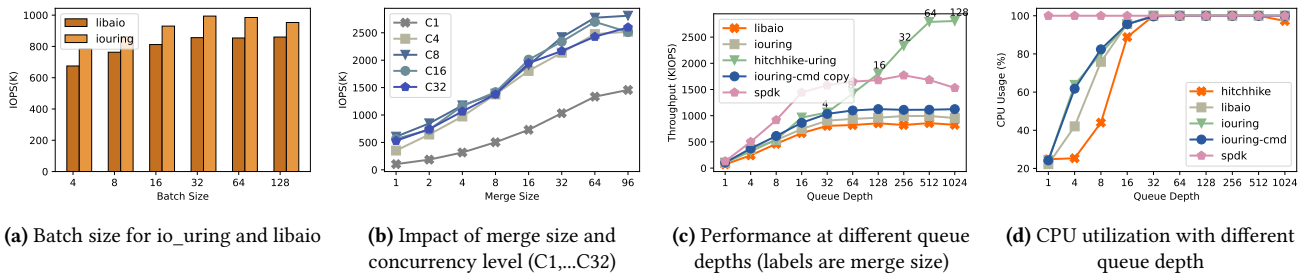 1000
800
600
400
200
0
IOPS(K)
libaio
iouring
4 8 16 32 64 128
Batch Size
(a) Batch size for io_uring and libaio
2500
2000
1500
1000
500
0
IOPS(K)
C1
C4
C8
C16
C32
1 2 4 8 16 32 64 96
Merge Size
(b) Impact of merge size and
concurrency level (C1,...C32)
2500
2000
1500
1000
500
0
Throughput (KIOPS)
libaio
iouring
hitchhike-uring
iouring-cmd copy
spdk
4
16
32
64
128
1 4 8 16 32 64 128 256 512 1024
Queue Depth
(c) Performance at different queue
depths (labels are merge size)
100
80
60
40
20
CPU Usage (%)
hitchhike
libaio
iouring
iouring-cmd
spdk
1 4 8 16 32 64 128 256 512 1024
Queue Depth
(d) CPU utilization with different
queue depth